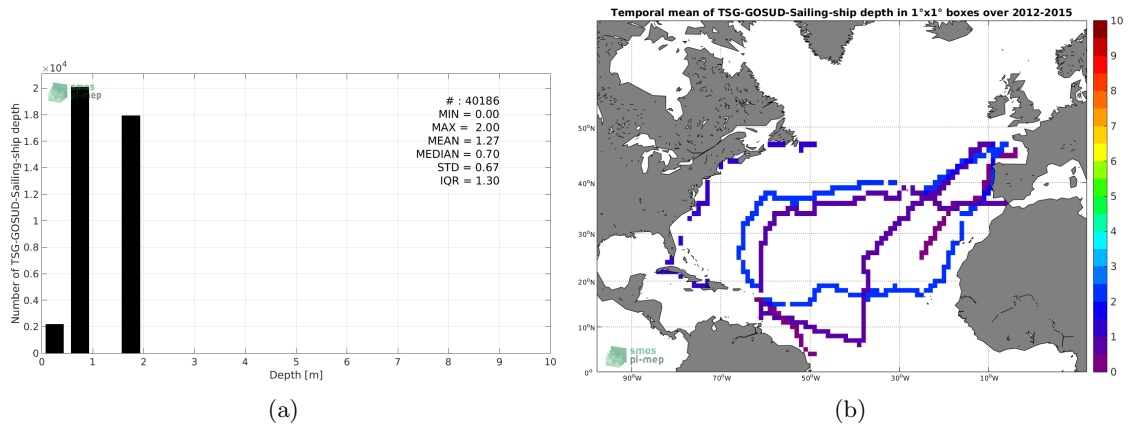 ×10⁴
2
1.8
1.6
1.4
1.2
1
0.8
0.6
0.4
0.2
0
0
1
2
3
4
5
6
7
8
9
10
Number of TSG-GOSUD-Sailing-ship depth
Depth [m]
smos
pi-mep
# : 40186
MIN = 0.00
MAX = 2.00
MEAN = 1.27
MEDIAN = 0.70
STD = 0.67
IQR = 1.30
(a)
Temporal mean of TSG-GOSUD-Sailing-ship depth in 1°x1° boxes over 2012-2015
50°N
40°N
30°N
20°N
10°N
0°
90°W
70°W
50°W
30°W
10°W
smos
pi-mep
10
9
8
7
6
5
4
3
2
1
0
(b)